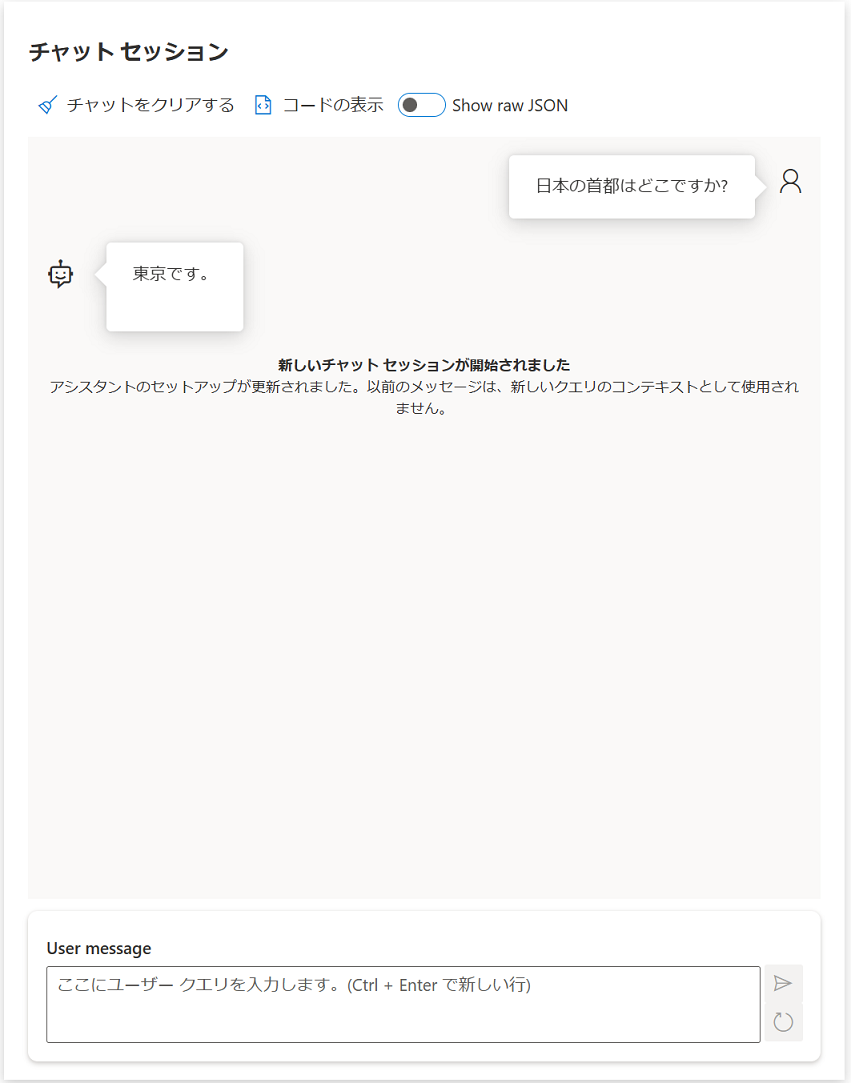 チャット セッション
チャットをクリアする コードの表示 Show raw JSON
日本の首都はどこですか?
東京です。
新しいチャット セッションが開始されました
アシスタントのセットアップが更新されました。以前のメッセージは、新しいクエリのコンテキストとして使用され
ません。
User message
ここにユーザー クエリを入力します。(Ctrl + Enter で新しい行)